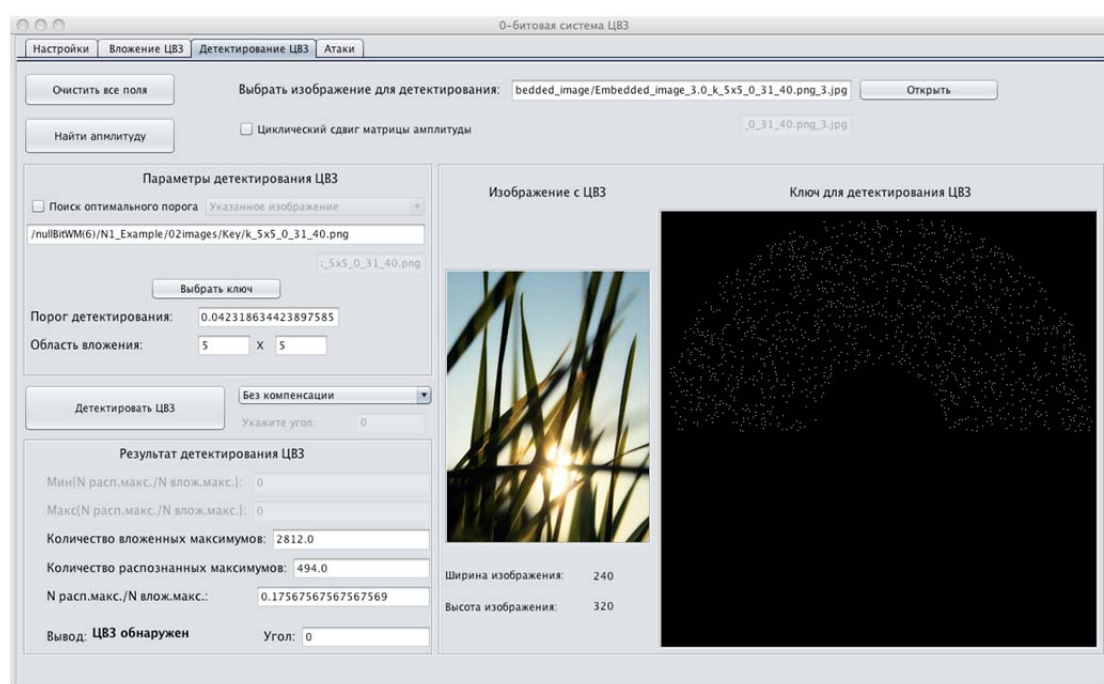 0-битовая система ЦВЗ
Настройки Вложение ЦВЗ Детектирование ЦВЗ Атаки
Очистить все поля
Выбрать изображение для детектирования: bedded_image/Embedded_image_3.0_k_5x5_0_31_40.png_3.jpg Открыть
Найти апмлитуду
Циклический сдвиг матрицы амплитуды _0_31_40.png_3.jpg
Параметры детектирования ЦВЗ
Поиск оптимального порога Указанное изображение
/nullBitWM(6)/N1_Example/02images/Key/k_5x5_0_31_40.png
:_5x5_0_31_40.png
Выбрать ключ
Порог детектирования: 0.042318634423897585
Область вложения: 5 X 5
Детектировать ЦВЗ
Без компенсации
Укажите угол: 0
Результат детектирования ЦВЗ
Мин(N расп.макс./N влож.макс.): 0
Макс(N расп.макс./N влож.макс.): 0
Количество вложенных максимумов: 2812.0
Количество распознанных максимумов: 494.0
N расп.макс./N влож.макс.: 0.17567567567567569
Вывод: ЦВЗ обнаружен Угол: 0
Изображение с ЦВЗ
Ширина изображения: 240
Высота изображения: 320
Ключ для детектирования ЦВЗ